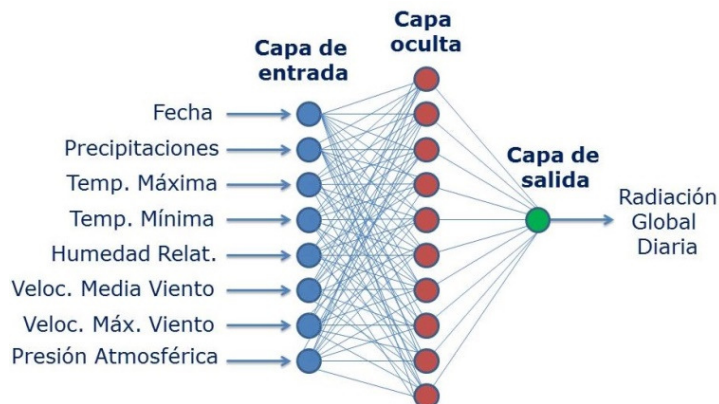 Capa
oculta
Capa de
entrada
Fecha
Precipitaciones
Temp. Máxima
Temp. Mínima
Humedad Relat.
Veloc. Media Viento
Veloc. Máx. Viento
Presión Atmosférica
Capa de
salida
Radiación
Global
Diaria